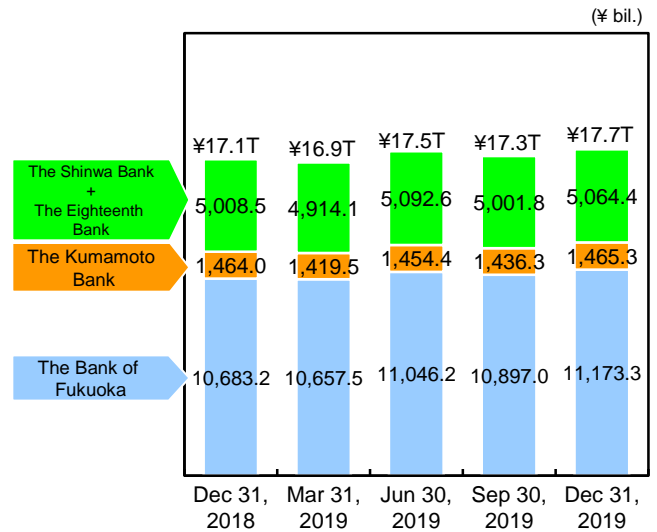 (¥ bil.)
¥17.1T
¥16.9T
¥17.5T
¥17.3T
¥17.7T
The Shinwa Bank
+
The Eighteenth
Bank
5,008.5
4,914.1
5,092.6
5,001.8
5,064.4
The Kumamoto
Bank
1,464.0
1,419.5
1,454.4
1,436.3
1,465.3
The Bank of
Fukuoka
10,683.2
10,657.5
11,046.2
10,897.0
11,173.3
Dec 31,
2018
Mar 31,
2019
Jun 30,
2019
Sep 30,
2019
Dec 31,
2019